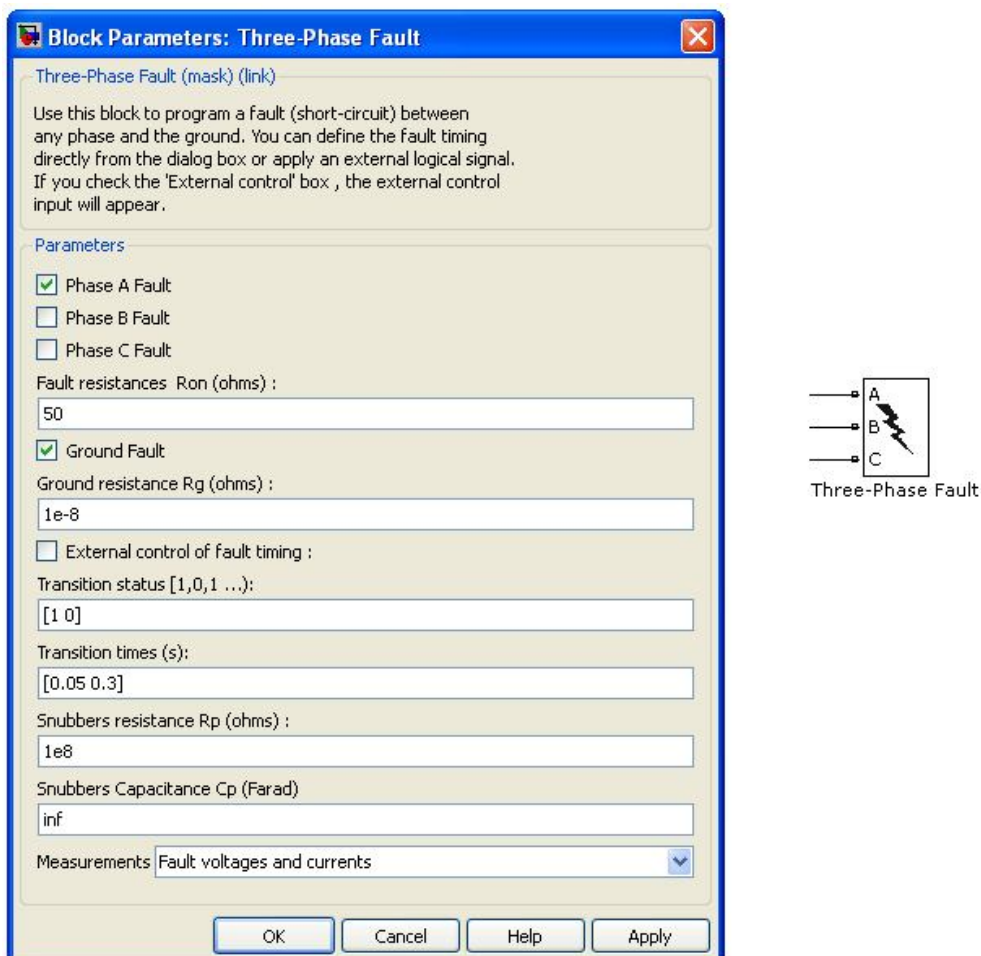 Block Parameters: Three-Phase Fault
Three-Phase Fault (mask) (link)
Use this block to program a fault (short-circuit) between
any phase and the ground. You can define the fault timing
directly from the dialog box or apply an external logical signal.
If you check the 'External control' box , the external control
input will appear.
Parameters
Phase A Fault
Phase B Fault
Phase C Fault
Fault resistances  Ron (ohms) :
50
Ground Fault
Ground resistance Rg (ohms) :
1e-8
External control of fault timing :
Transition status [1,0,1 ...):
[1 0]
Transition times (s):
[0.05 0.3]
Snubbers resistance Rp (ohms) :
1e8
Snubbers Capacitance Cp (Farad)
inf
Measurements Fault voltages and currents
OK Cancel Help Apply
A
B
C
Three-Phase Fault